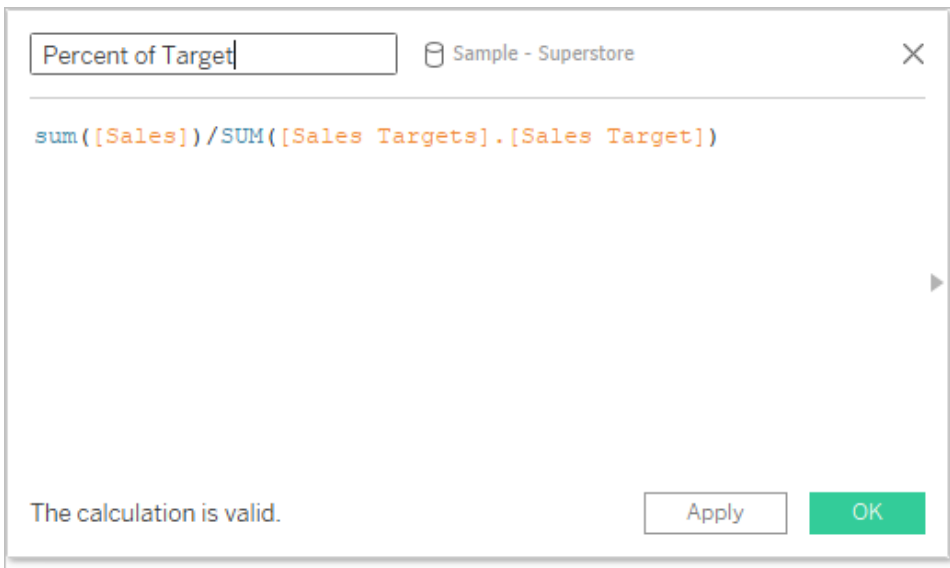 Percent of Target
Sample - Superstore
sum([Sales])/SUM([Sales Targets].[Sales Target])
The calculation is valid.
Apply
OK